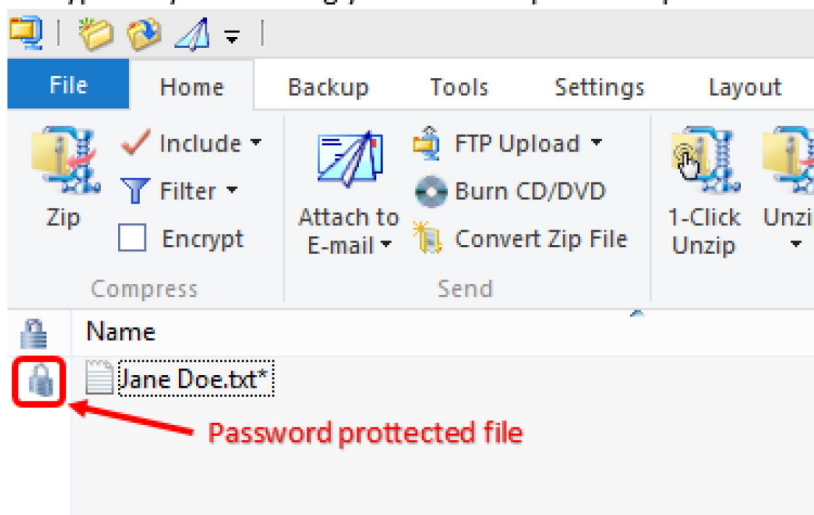 File Home Backup Tools Settings Layout
Include FTP Upload
Filter Burn CD/DVD
Zip Encrypt Attach to E-mail Convert Zip File 1-Click Unzip
Compress Send
Name
Jane Doe.txt*
Password prottected file